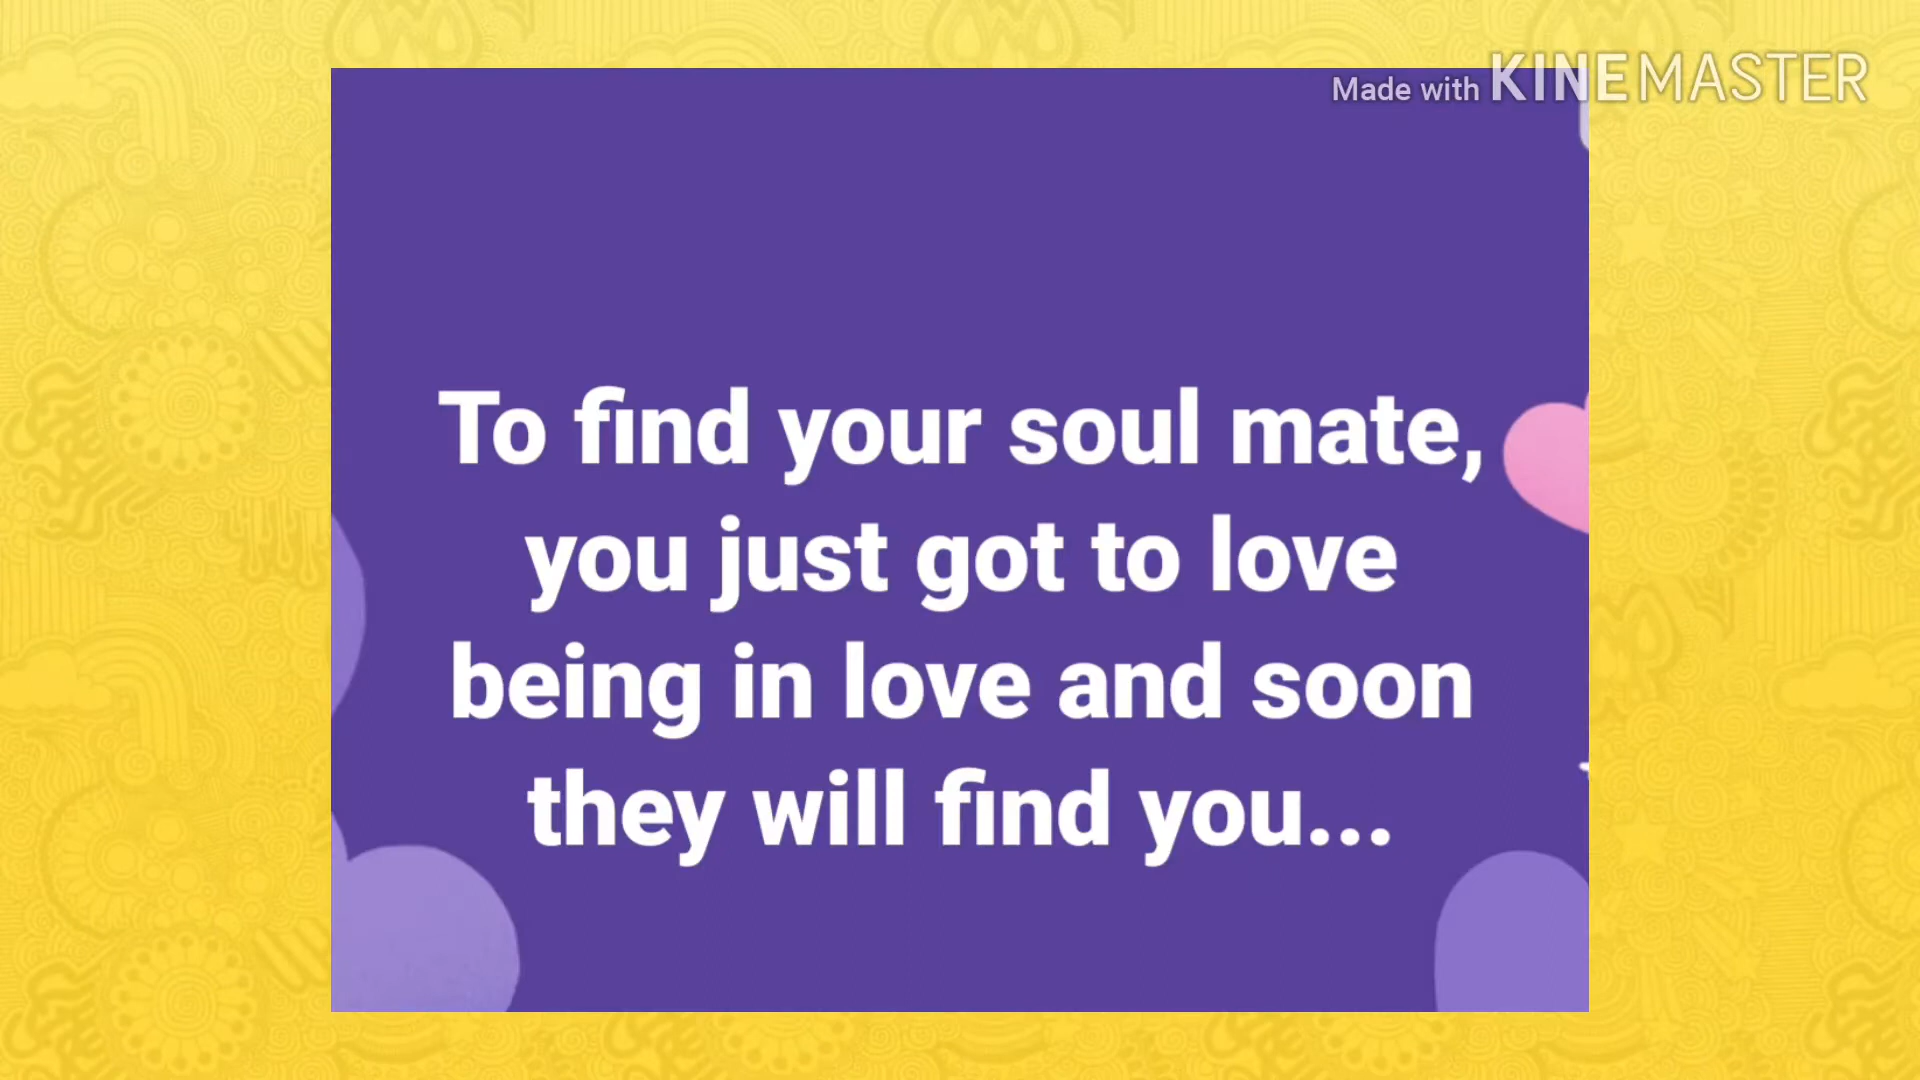 Made with KINEMASTER
To find your soul mate,
you just got to love
being in love and soon
they will find you...